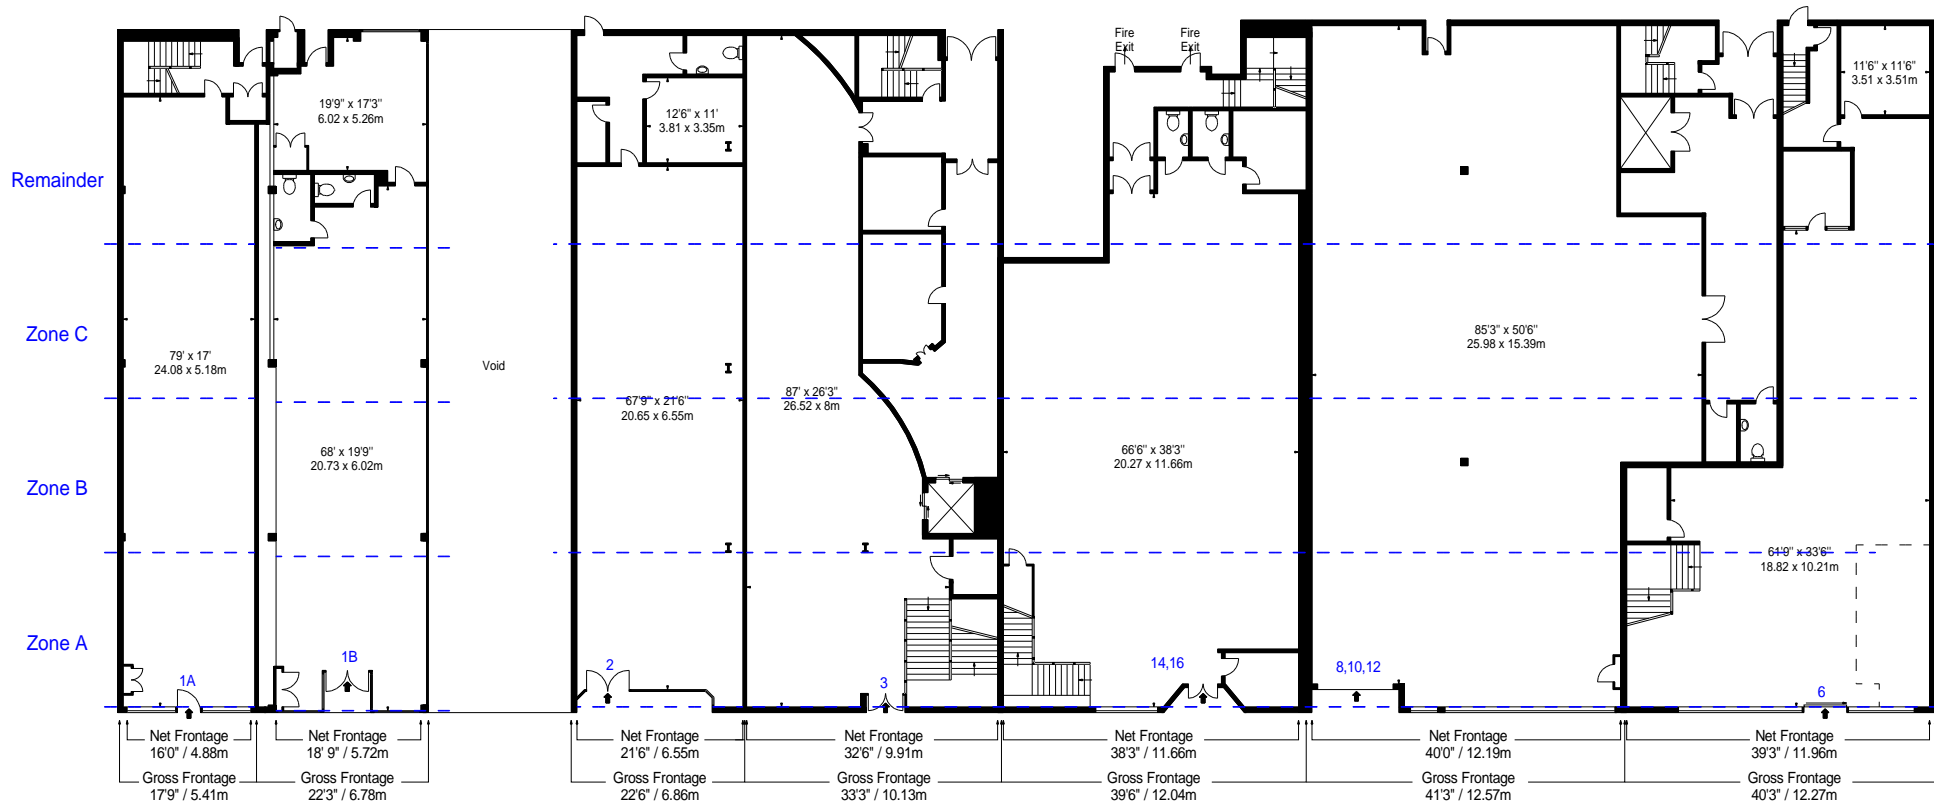 Fire
Exit
Fire
Exit
11'6" x 11'6"
3.51 x 3.51m
19'9" x 17'3"
6.02 x 5.26m
12'6" x 11'
3.81 x 3.35m
Remainder
Zone C
85'3" x 50'6"
25.98 x 15.39m
79' x 17'
24.08 x 5.18m
Void
67'9" x 21'6"
20.65 x 6.55m
87' x 26'3"
26.52 x 8m
68' x 19'9"
20.73 x 6.02m
66'6" x 38'3"
20.27 x 11.66m
Zone B
61'9" x 33'6"
18.82 x 10.21m
Zone A
1A
1B
2
3
14,16
8,10,12
6
Net Frontage
16'0" / 4.88m
Net Frontage
18' 9" / 5.72m
Net Frontage
21'6" / 6.55m
Net Frontage
32'6" / 9.91m
Net Frontage
38'3" / 11.66m
Net Frontage
40'0" / 12.19m
Net Frontage
39'3" / 11.96m
Gross Frontage
17'9" / 5.41m
Gross Frontage
22'3" / 6.78m
Gross Frontage
22'6" / 6.86m
Gross Frontage
33'3" / 10.13m
Gross Frontage
39'6" / 12.04m
Gross Frontage
41'3" / 12.57m
Gross Frontage
40'3" / 12.27m